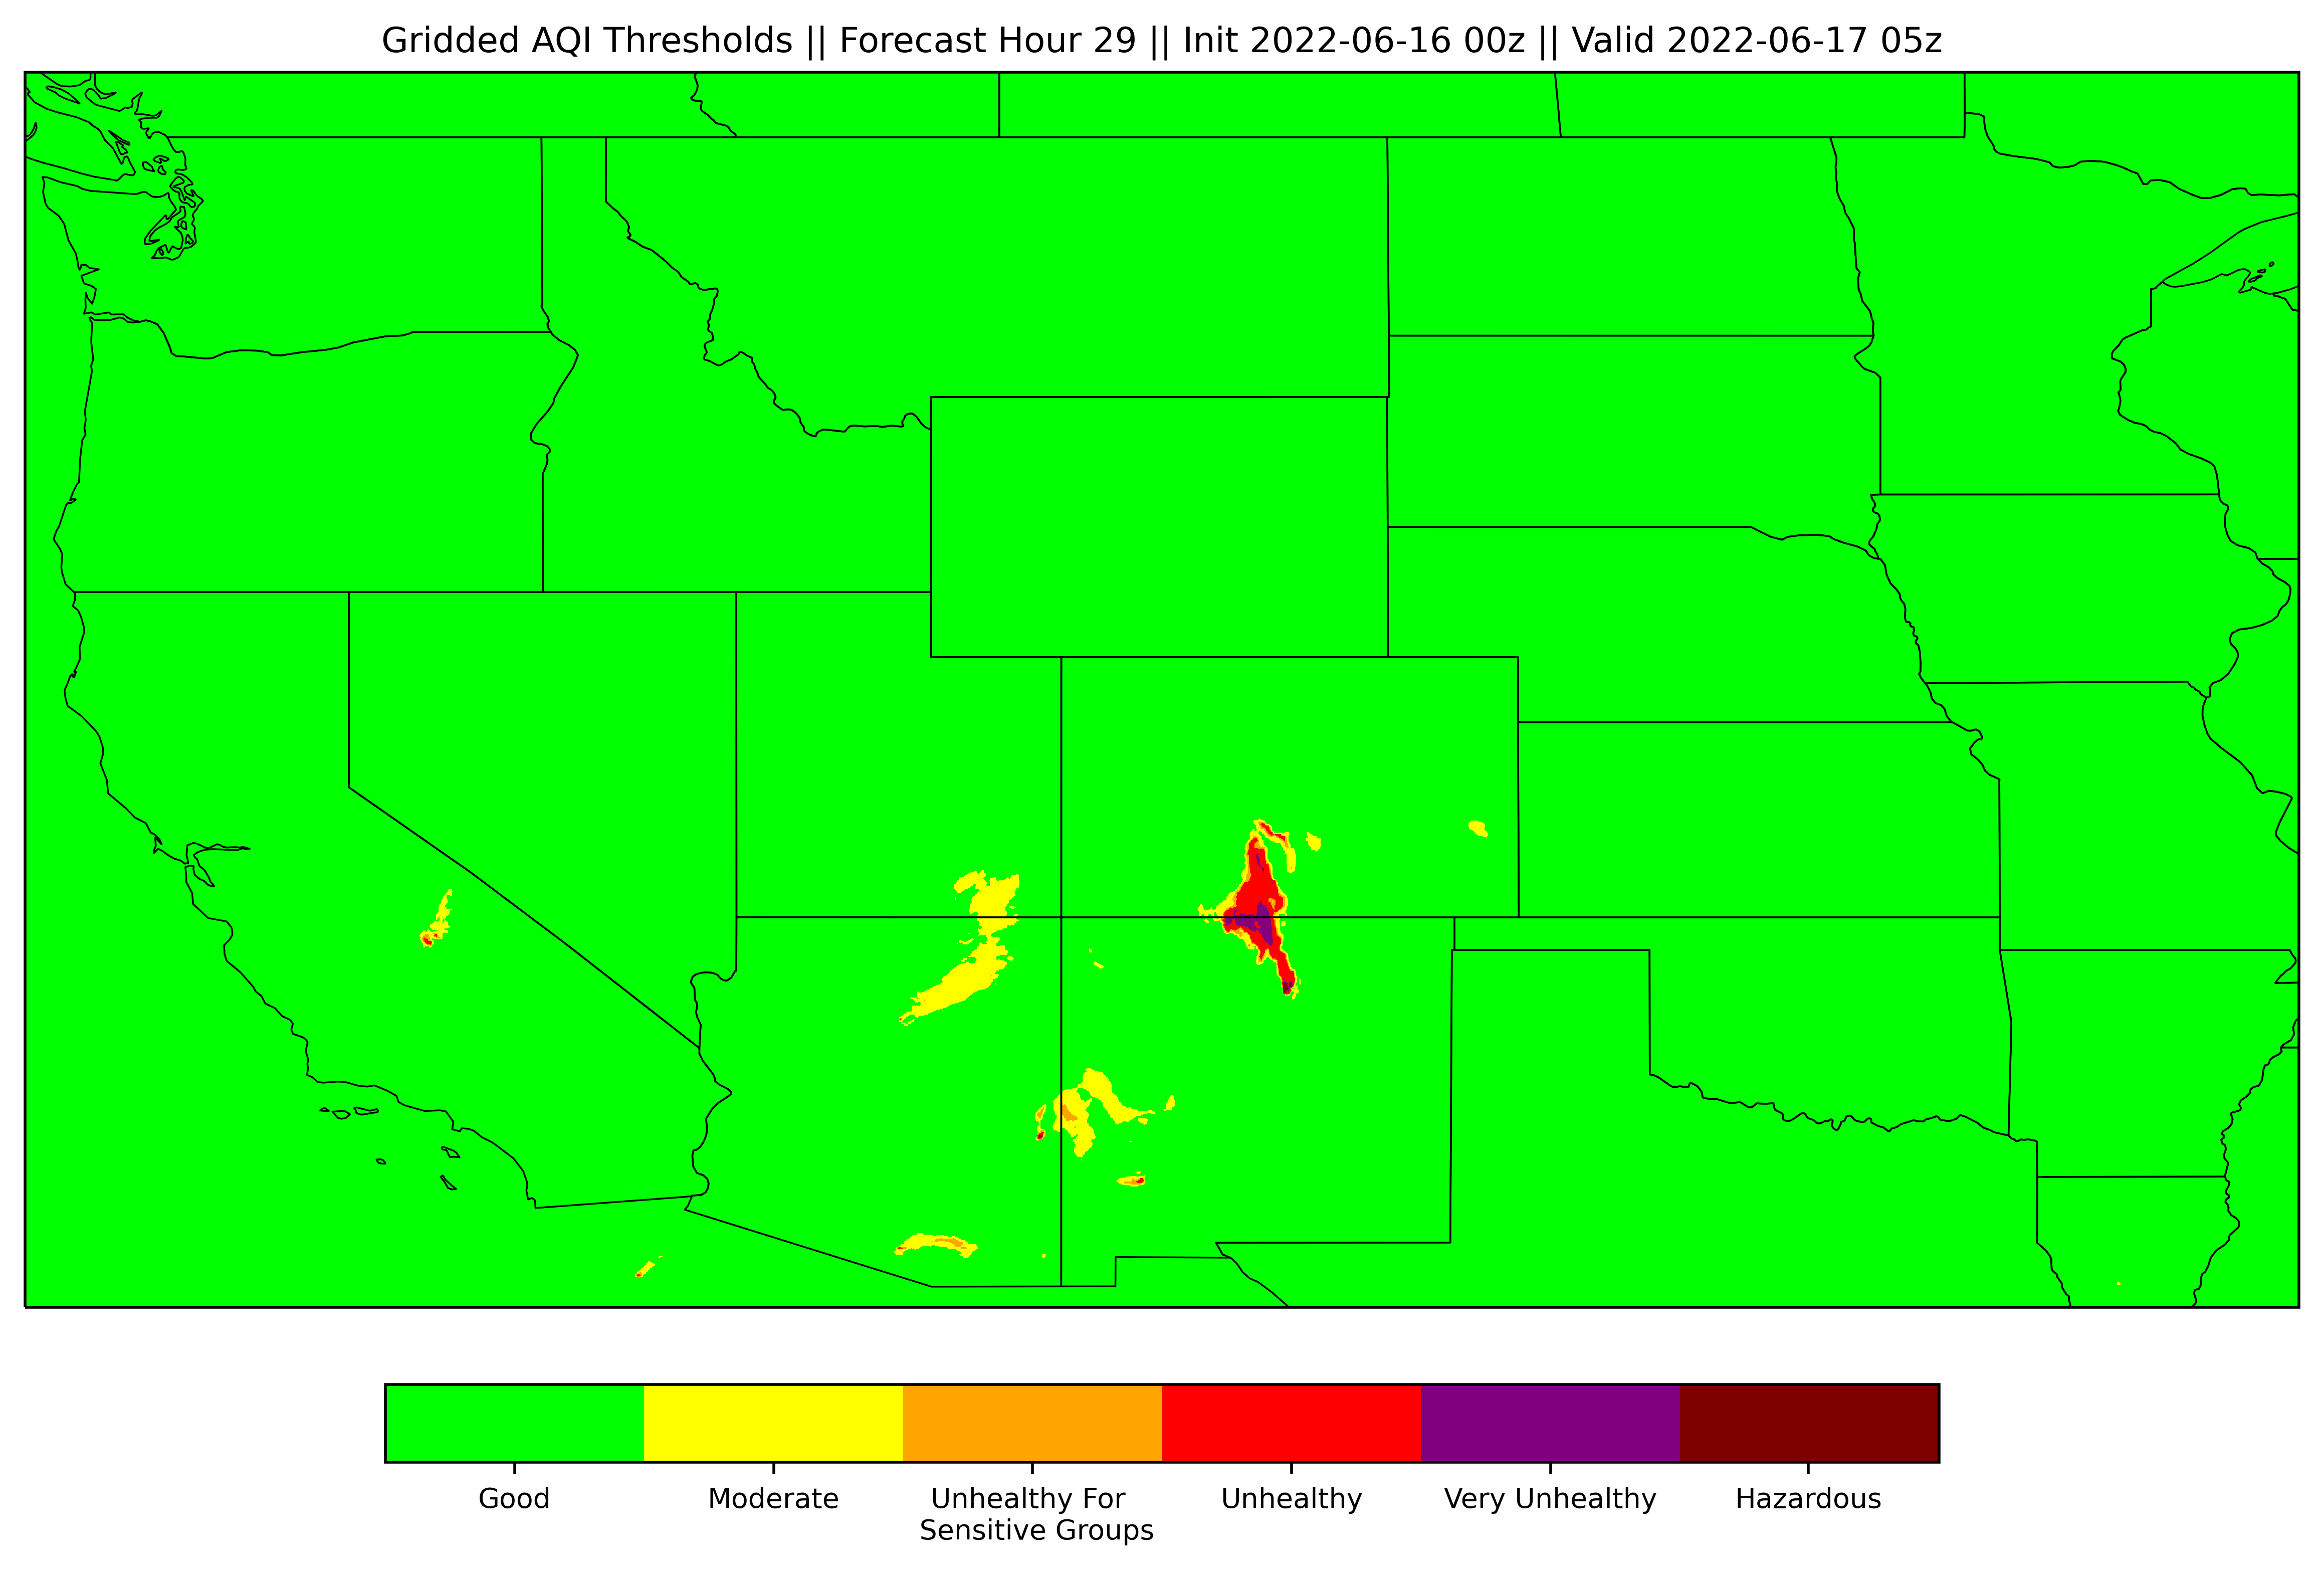 Gridded AQI Thresholds || Forecast Hour 29 || Init 2022-06-16 00z || Valid 2022-06-17 05z
Good Moderate Unhealthy For Unhealthy Very Unhealthy Hazardous
Sensitive Groups